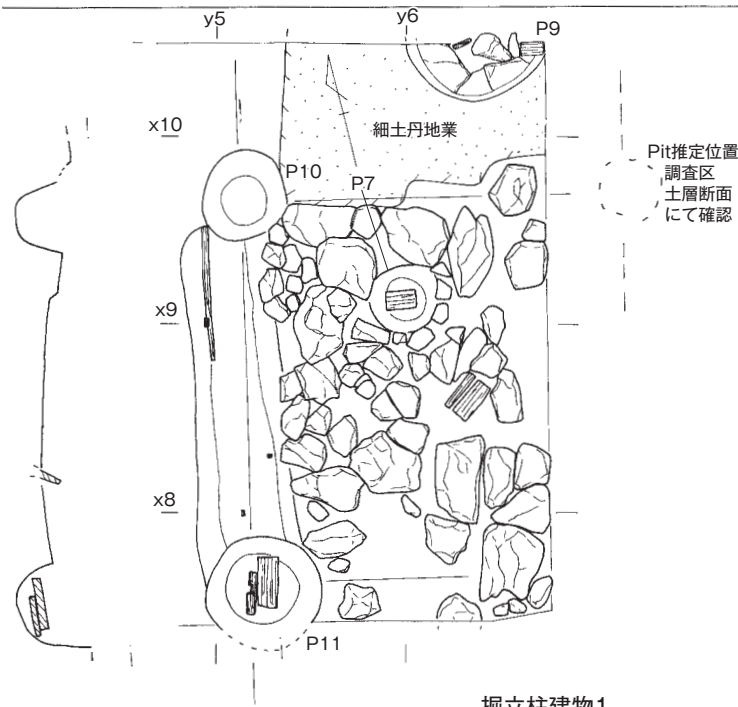 y5
y6
P9
x10
細土丹地業
Pit推定位置
調査区
土層断面
にて確認
P10
P7
x9
x8
P11
掘立柱建物1